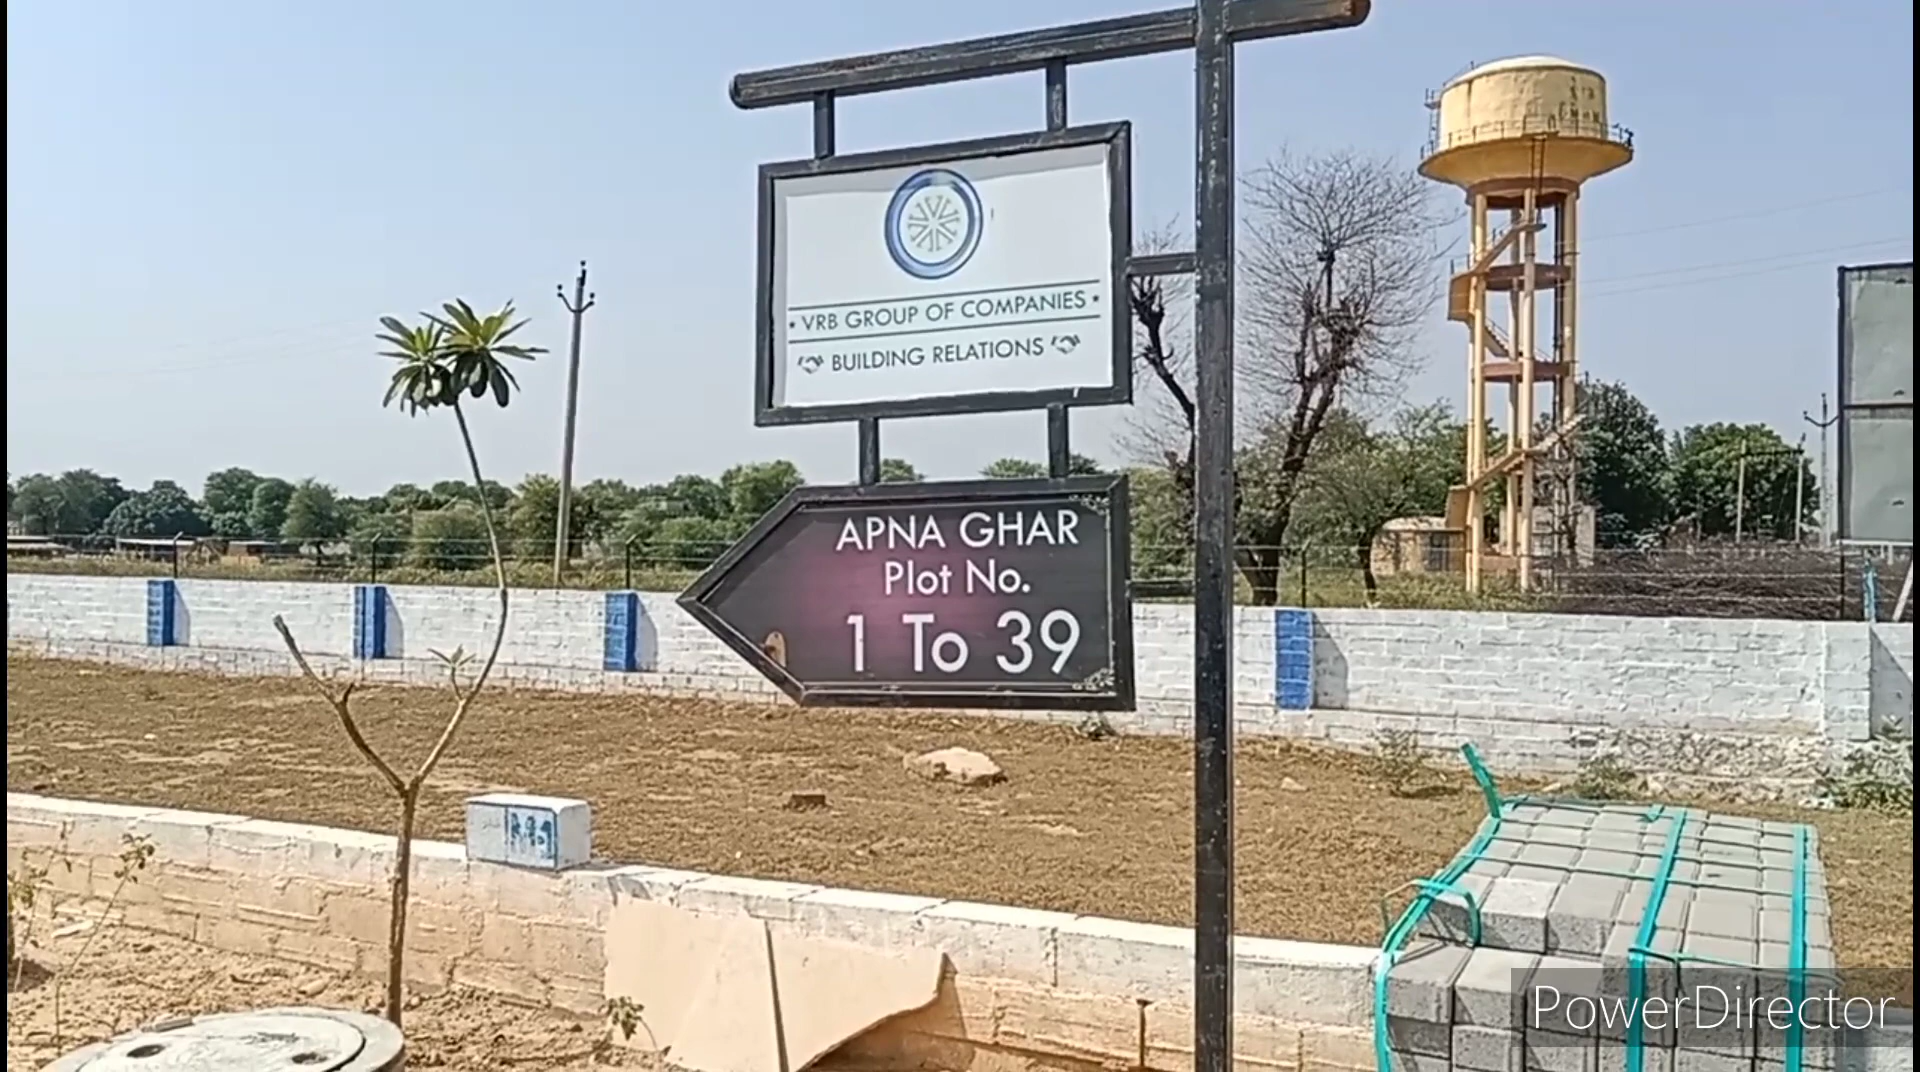 VRB GROUP OF COMPANIES
BUILDING RELATIONS
APNA GHAR
Plot No.
1 To 39
PowerDirector